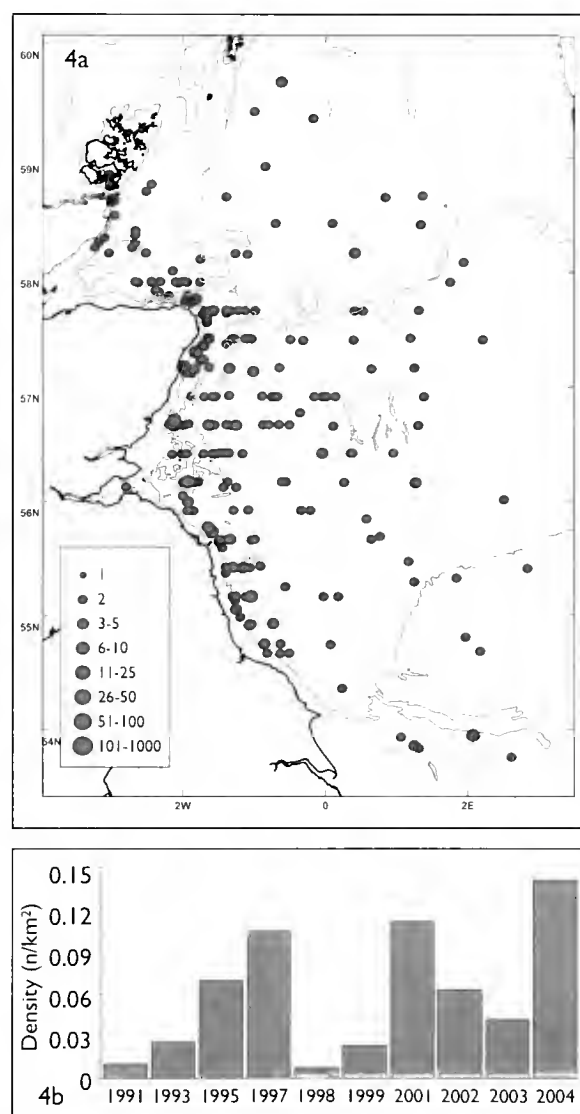 60N
4a
59N
58N
57N
56N
55N
54N
1
2
3-5
6-10
11-25
26-50
51-100
101-1000
2W
0
2E
0.15
0.12
0.09
0.06
0.03
0
Density (n/km²)
4b
1991 1993 1995 1997 1998 1999 2001 2002 2003 2004